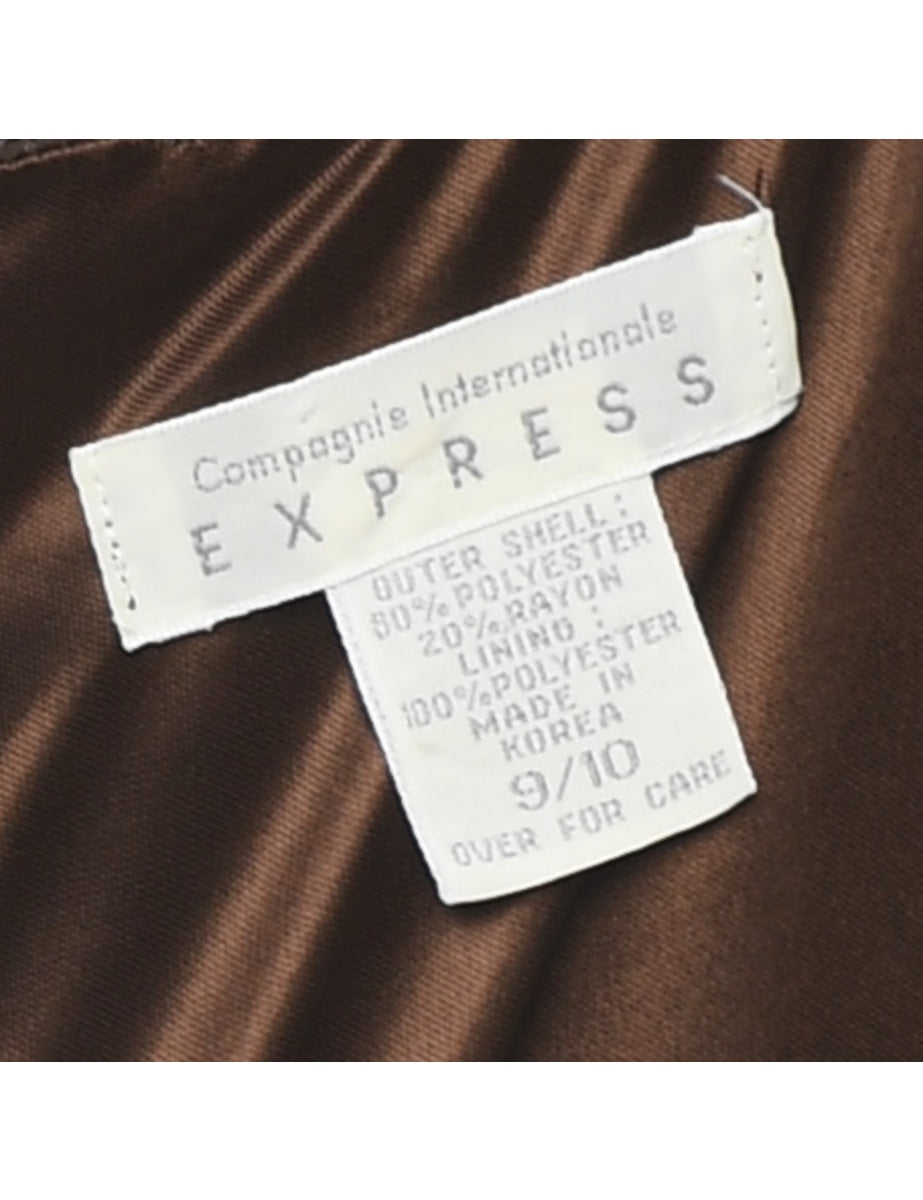 Compagnie Internationale
EXPRESS
OUTER SHELL:
80% POLYESTER
20% RAYON
LINING:
100% POLYESTER
MADE IN
KOREA
9/10
OVER FOR CARE